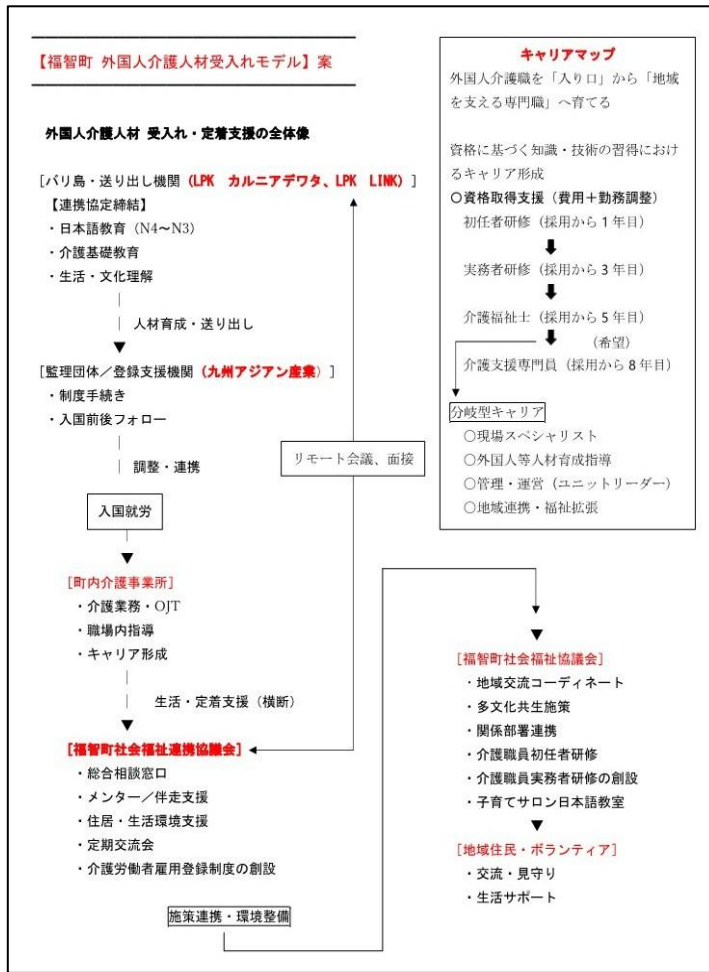 【福智町 外国人介護人材受入れモデル】案
外国人介護人材 受入れ・定着支援の全体像
[バリ島・送り出し機関(LPK カルニアデワタ、LPK LINK)]
【連携協定締結】
・日本語教育(N4~N3)
・介護基礎教育
・生活・文化理解
人材育成・送り出し
[監理団体/登録支援機関(九州アジアン産業)]
・制度手続き
・入国前後フォロー
調整・連携
リモート会議、面接
入国就労
[町内介護事業所]
・介護業務・OJT
・職場内指導
・キャリア形成
生活・定着支援(横断)
[福智町社会福祉連携協議会]
・総合相談窓口
・メンター/伴走支援
・住居・生活環境支援
・定期交流会
・介護労働者雇用登録制度の創設
施策連携・環境整備
キャリアマップ
外国人介護職を「入り口」から「地域
を支える専門職」へ育てる
資格に基づく知識・技術の習得におけ
るキャリア形成
○資格取得支援(費用+勤務調整)
初任者研修(採用から1年目)
実務者研修(採用から3年目)
介護福祉士(採用から5年目)
(希望)
介護支援専門員(採用から8年目)
分岐型キャリア
○現場スペシャリスト
○外国人等人材育成指導
○管理・運営(ユニットリーダー)
○地域連携・福祉拡張
[福智町社会福祉協議会]
・地域交流コーディネート
・多文化共生施策
・関係部署連携
・介護職員初任者研修
・介護職員実務者研修の創設
・子育てサロン日本語教室
[地域住民・ボランティア]
・交流・見守り
・生活サポート